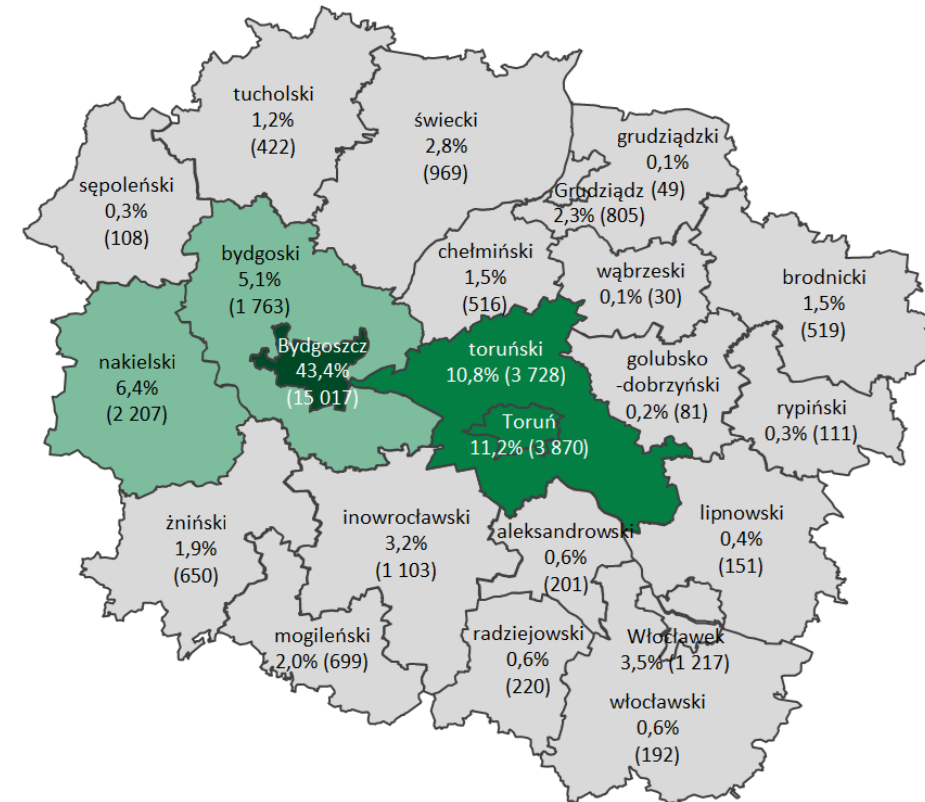 tucholski
1,2%
(422)
świecki
2,8%
(969)
grudziądzki
0,1%
(49)
Grudziądz
2,3% (805)
sępoleński
0,3%
(108)
bydgoski
5,1%
(1 763)
chełmiński
1,5%
(516)
wąbrzeski
0,1% (30)
brodnicki
1,5%
(519)
nakielski
6,4%
(2 207)
Bydgoszcz
43,4%
(15 017)
toruński
10,8% (3 728)
golubsko
-dobrzyński
0,2% (81)
rypiński
0,3% (111)
Toruń
11,2% (3 870)
żniński
1,9%
(650)
inowrocławski
3,2%
(1 103)
aleksandrowski
0,6%
(201)
lipnowski
0,4%
(151)
mogileński
2,0% (699)
radziejowski
0,6%
(220)
Włocławek
3,5% (1 217)
włocławski
0,6%
(192)